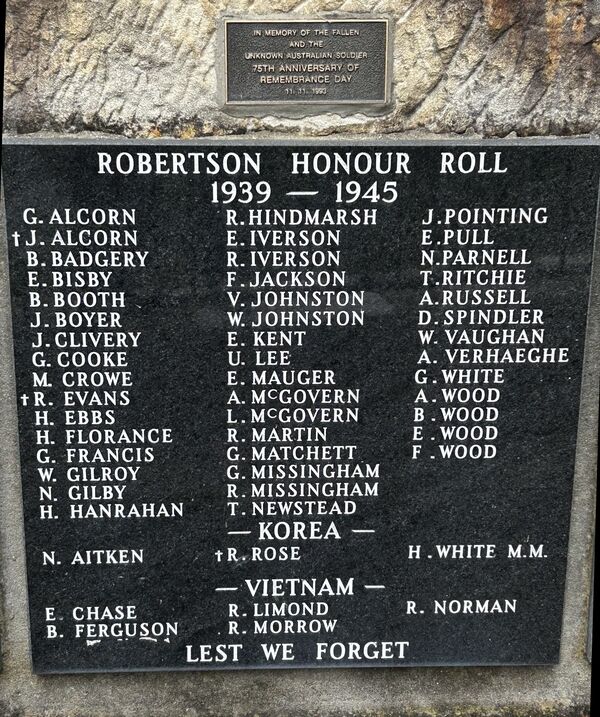 IN MEMORY OF THE FALLEN
AND THE
UNKNOWN AUSTRALIAN SOLDIER
75TH ANNIVERSARY OF
REMEMBRANCE DAY
11. 11. 1993
ROBERTSON HONOUR ROLL
1939 — 1945
G. ALCORN
†J. ALCORN
B. BADGERY
E. BISBY
B. BOOTH
J. BOYER
J. CLIVERY
G. COOKE
M. CROWE
†R. EVANS
H. EBBS
H. FLORANCE
G. FRANCIS
W. GILROY
N. GILBY
H. HANRAHAN
R. HINDMARSH
E. IVERSON
R. IVERSON
F. JACKSON
V. JOHNSTON
W. JOHNSTON
E. KENT
U. LEE
E. MAUGER
A. McGOVERN
L. McGOVERN
R. MARTIN
G. MATCHETT
G. MISSINGHAM
R. MISSINGHAM
T. NEWSTEAD
J. POINTING
E. PULL
N. PARNELL
T. RITCHIE
A. RUSSELL
D. SPINDLER
W. VAUGHAN
A. VERHAEGHE
G. WHITE
A. WOOD
B. WOOD
E. WOOD
F. WOOD
— KOREA —
N. AITKEN †R. ROSE H. WHITE M.M.
— VIETNAM —
E. CHASE R. LIMOND R. NORMAN
B. FERGUSON R. MORROW
LEST WE FORGET